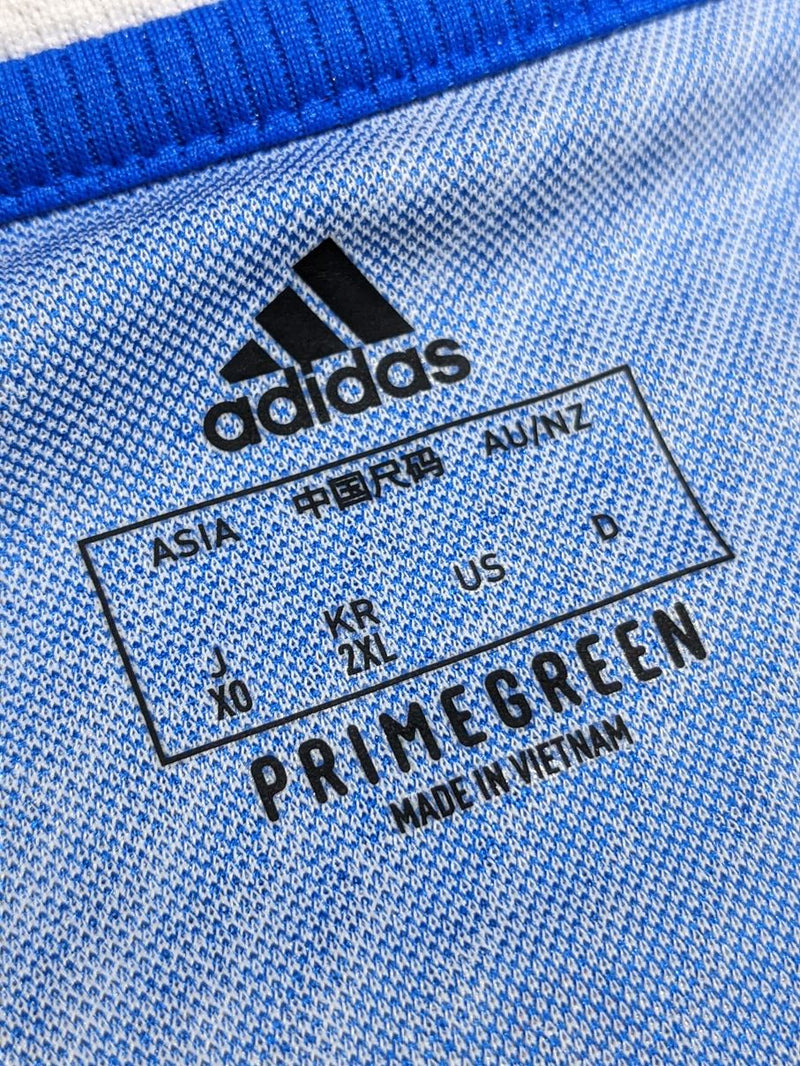 adidas
ASIA 中国尺码 AU/NZ
J KR US D
XO 2XL
PRIMEGREEN
MADE IN VIETNAM